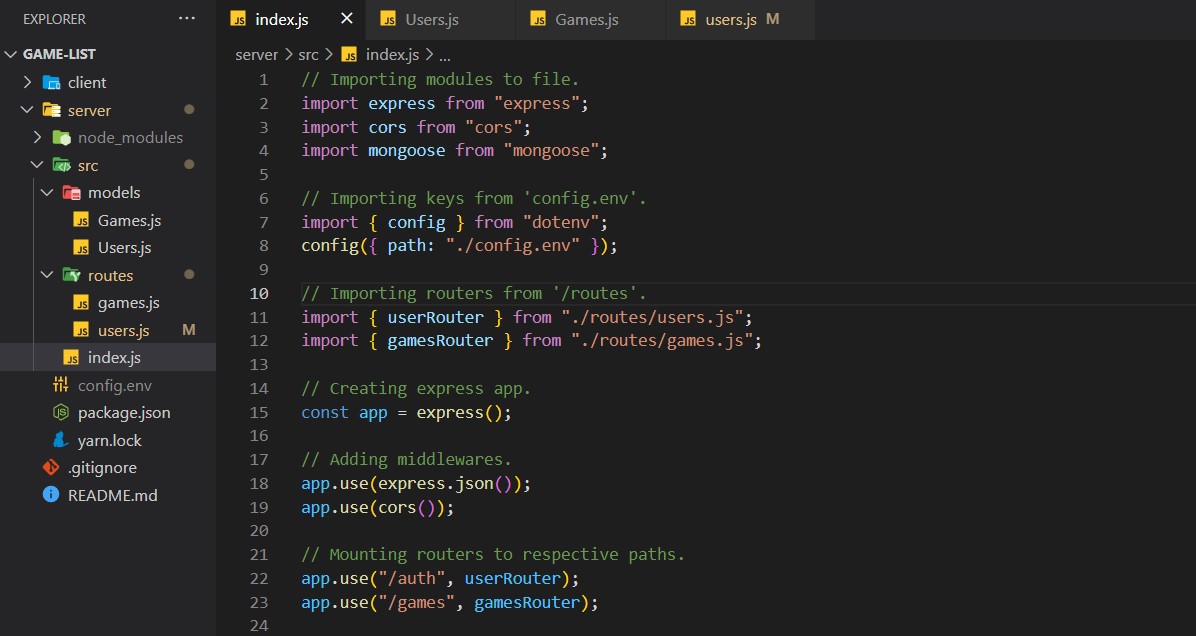 EXPLORER ...
GAME-LIST
client
server
node_modules
src
models
Games.js
Users.js
routes
games.js
users.js M
index.js
config.env
package.json
yarn.lock
.gitignore
README.md
JS index.js × JS Users.js JS Games.js JS users.js M
server > src > JS index.js > ...
1 // Importing modules to file.
2 import express from "express";
3 import cors from "cors";
4 import mongoose from "mongoose";
5
6 // Importing keys from 'config.env'.
7 import { config } from "dotenv";
8 config({ path: "./config.env" });
9
10 // Importing routers from '/routes'.
11 import { userRouter } from "./routes/users.js";
12 import { gamesRouter } from "./routes/games.js";
13
14 // Creating express app.
15 const app = express();
16
17 // Adding middlewares.
18 app.use(express.json());
19 app.use(cors());
20
21 // Mounting routers to respective paths.
22 app.use("/auth", userRouter);
23 app.use("/games", gamesRouter);
24